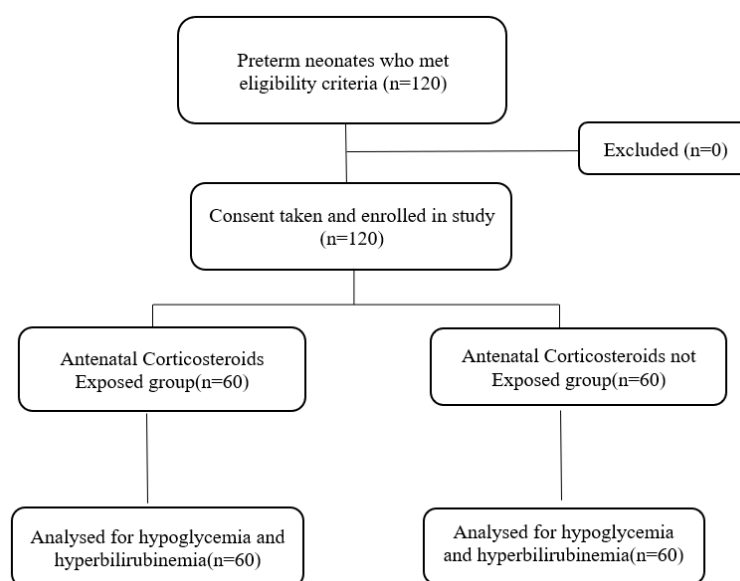 Preterm neonates who met
eligibility criteria (n=120)
Excluded (n=0)
Consent taken and enrolled in study
(n=120)
Antenatal Corticosteroids
Exposed group(n=60)
Antenatal Corticosteroids not
Exposed group(n=60)
Analysed for hypoglycemia and
hyperbilirubinemia(n=60)
Analysed for hypoglycemia
and hyperbilirubinemia(n=60)